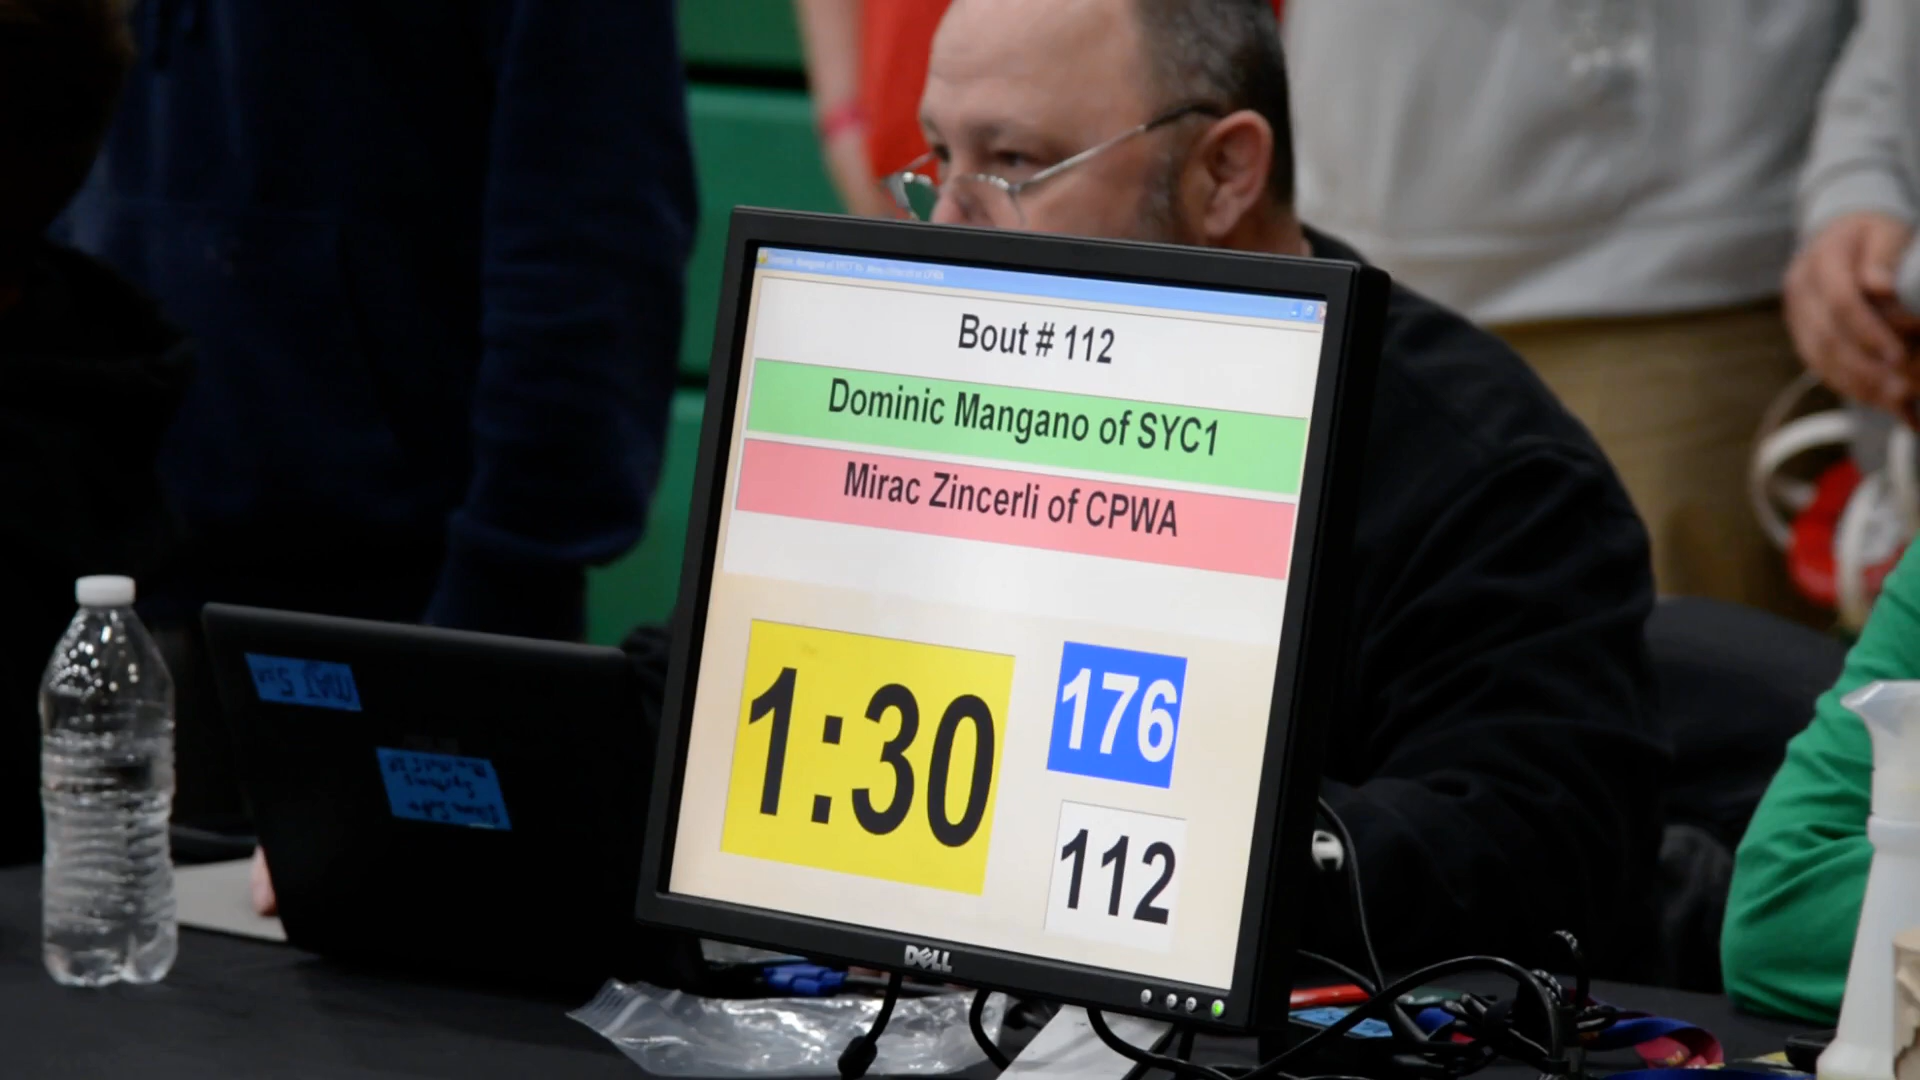 Bout # 112
Dominic Mangano of SYC1
Mirac Zincerli of CPWA
1:30
176
112
DELL